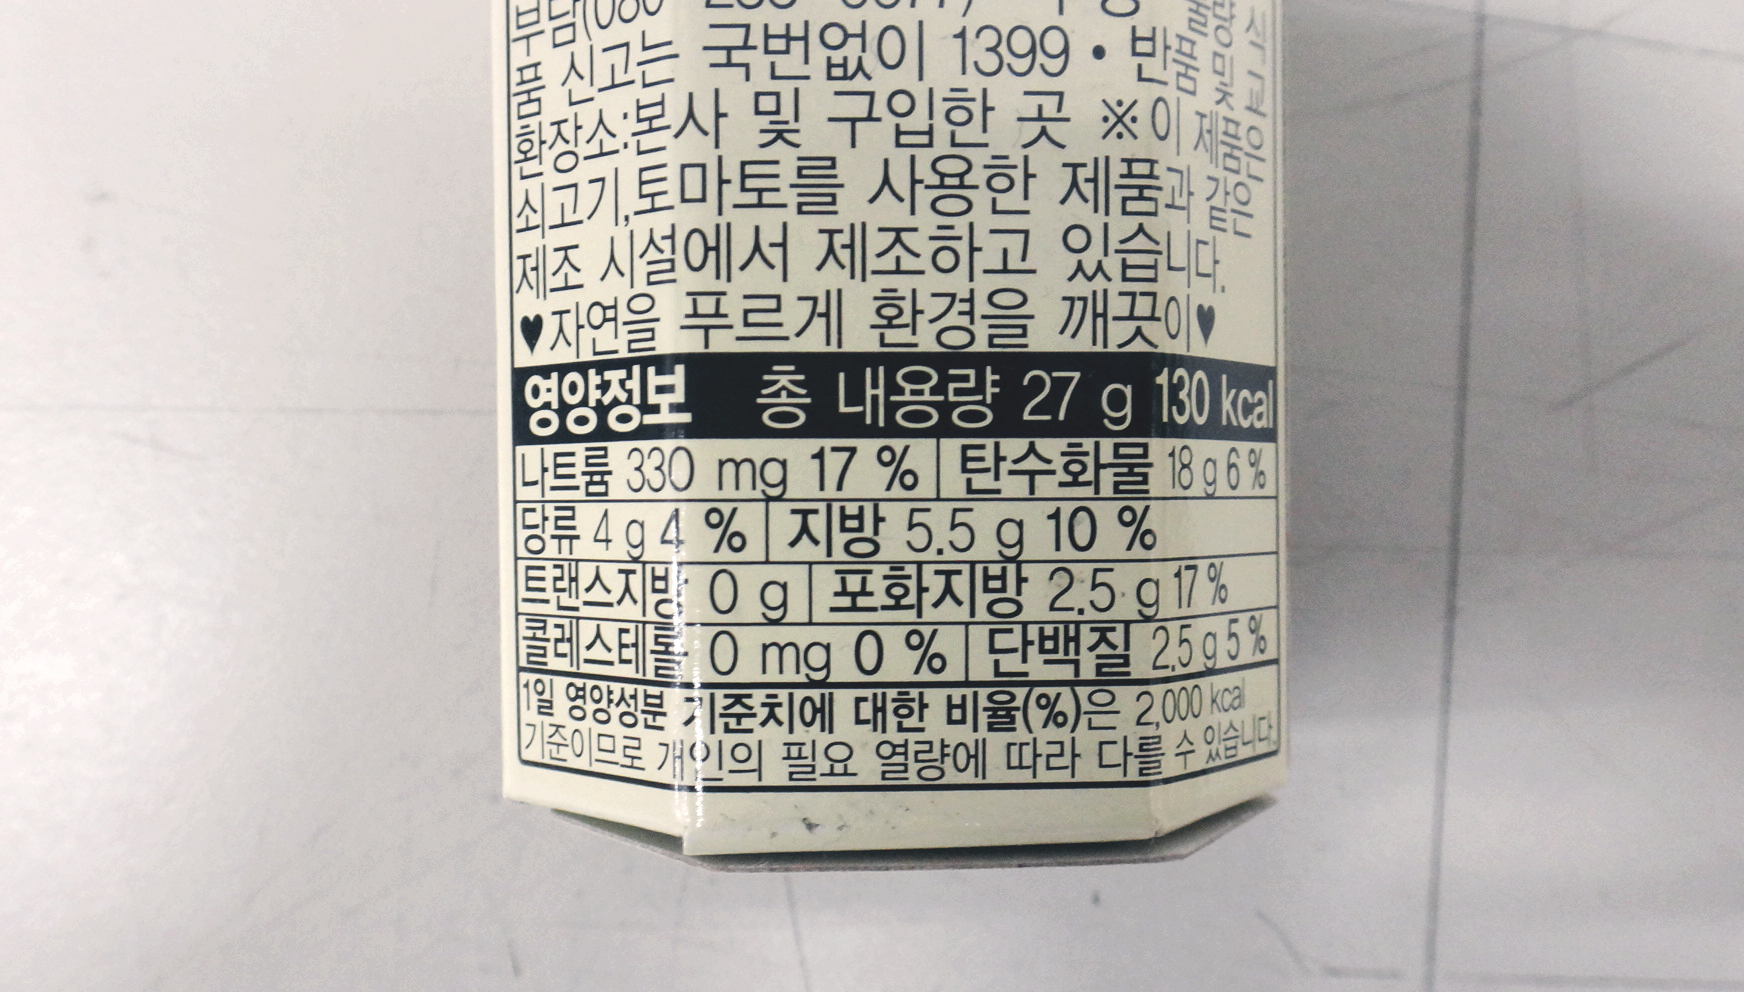 품 신고는 국번없이 1399 • 반품
환장소:본사 및 구입한 곳 ※이 제품은
쇠고기,토마토를 사용한 제품과 같은
제조 시설에서 제조하고 있습니다.
♥자연을 푸르게 환경을 깨끗이♥
영양정보 총 내용량 27 g 130 kcal
나트륨 330 mg 17 % 탄수화물 18 g 6 %
당류 4 g 4 % 지방 5.5 g 10 %
트랜스지방 0 g 포화지방 2.5 g 17 %
콜레스테롤 0 mg 0 % 단백질 2.5 g 5 %
1일 영양성분 기준치에 대한 비율(%)은 2,000 kcal
기준이므로 개인의 필요 열량에 따라 다를 수 있습니다.